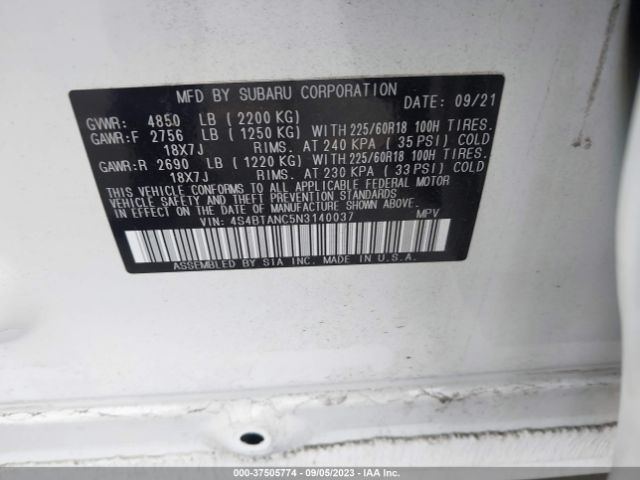 MFD BY SUBARU CORPORATION DATE: 09/21
GVWR: 4850 LB (2200 KG)
GAWR:F 2756 LB (1250 KG) WITH 225/60R18 100H TIRES.
18X7J RIMS. AT 240 KPA ( 35 PSI) COLD
GAWR:R 2690 LB (1220 KG) WITH 225/60R18 100H TIRES.
18X7J RIMS. AT 230 KPA ( 33 PSI) COLD
THIS VEHICLE CONFORMS TO ALL APPLICABLE FEDERAL MOTOR
VEHICLE SAFETY AND THEFT PREVENTION STANDARDS
IN EFFECT ON THE DATE OF MANUFACTURE SHOWN ABOVE.
VIN: 4S4BTANC5N3140037 MPV
ASSEMBLED BY SIA INC. MADE IN U.S.A.
000-37505774 - 09/05/2023 - IAA Inc.